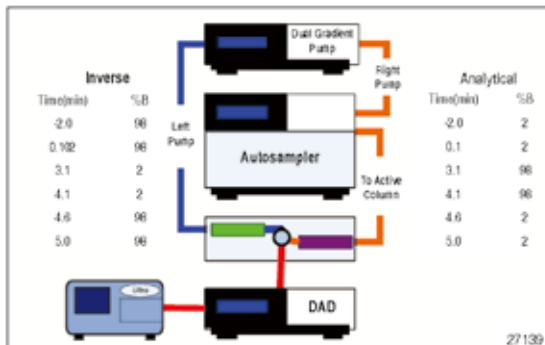 Dual Gradient
Pump
Inverse
Time(min) %B
-2.0 98
0.102 98
3.1 2
4.1 2
4.6 98
5.0 98
Left
Pump
Right
Pump
Autosampler
To Active
Column
Analytical
Time(min) %B
-2.0 2
0.1 2
3.1 98
4.1 98
4.6 2
5.0 2
Ultra
DAD
27139